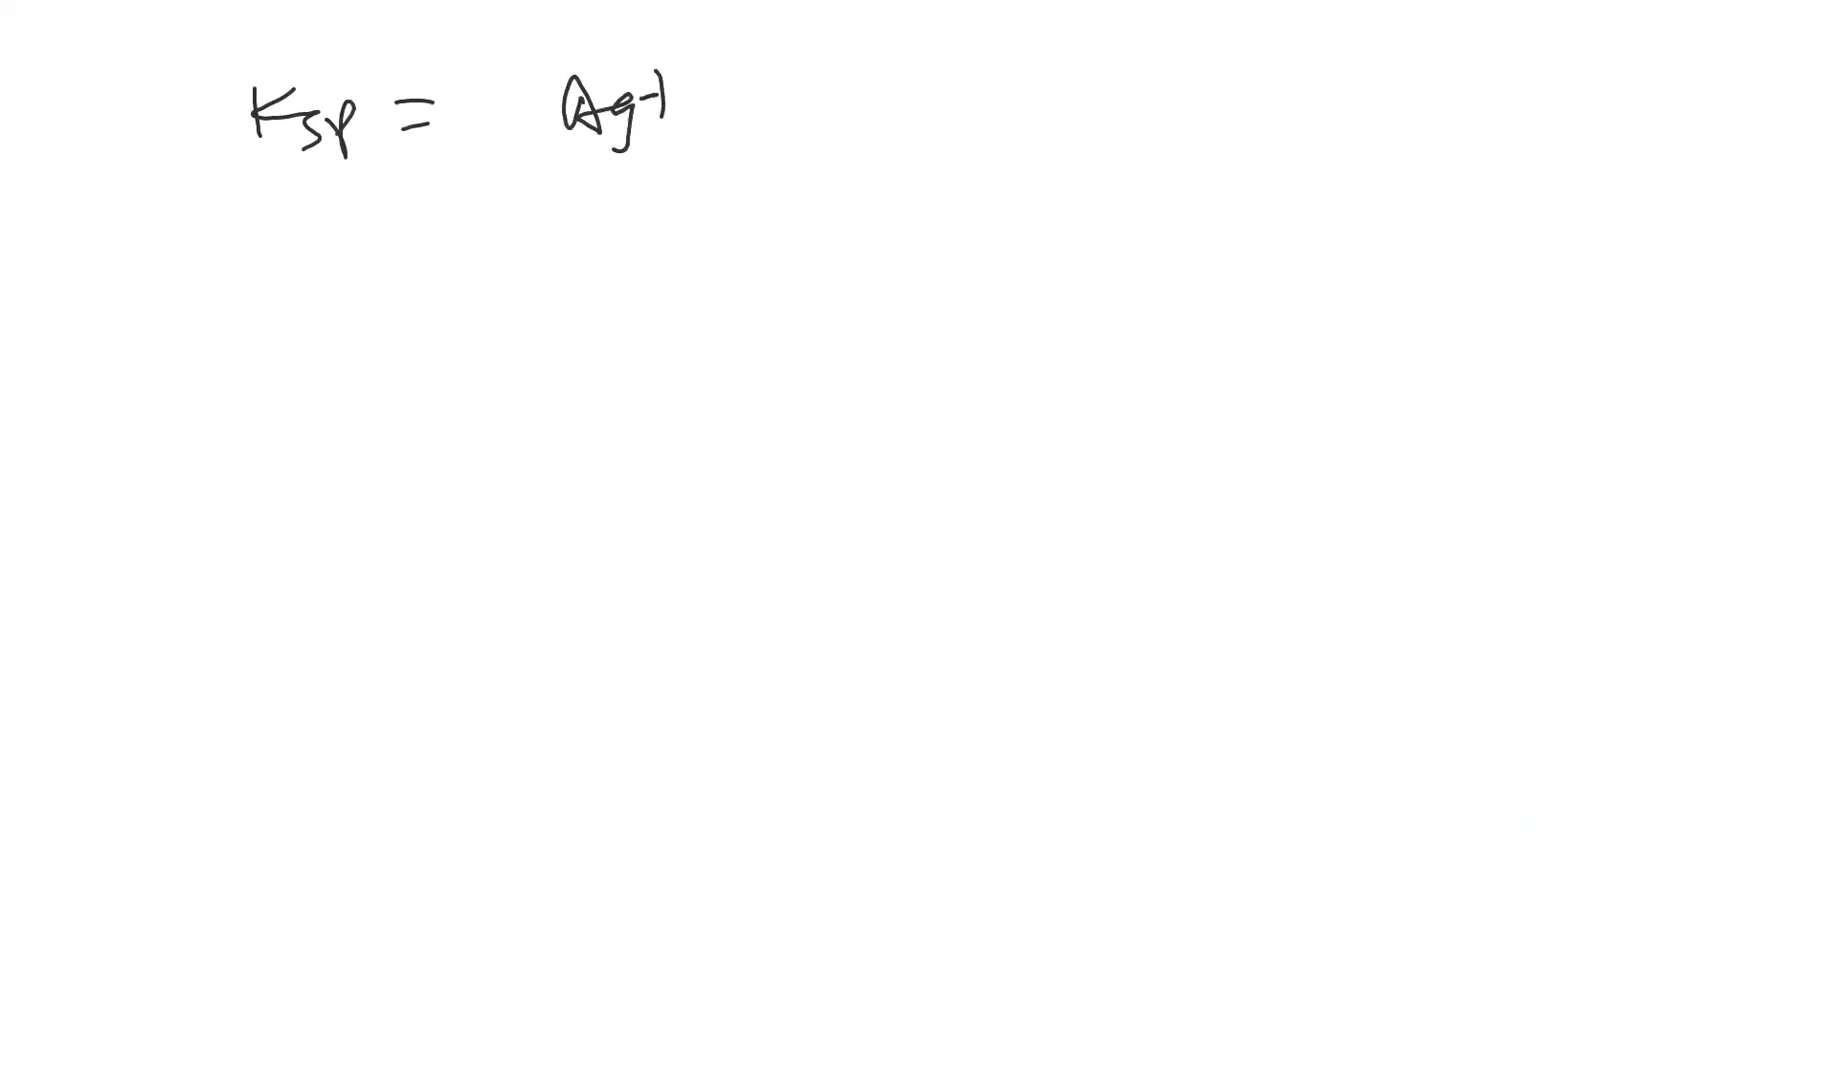 Ksp = Ag+